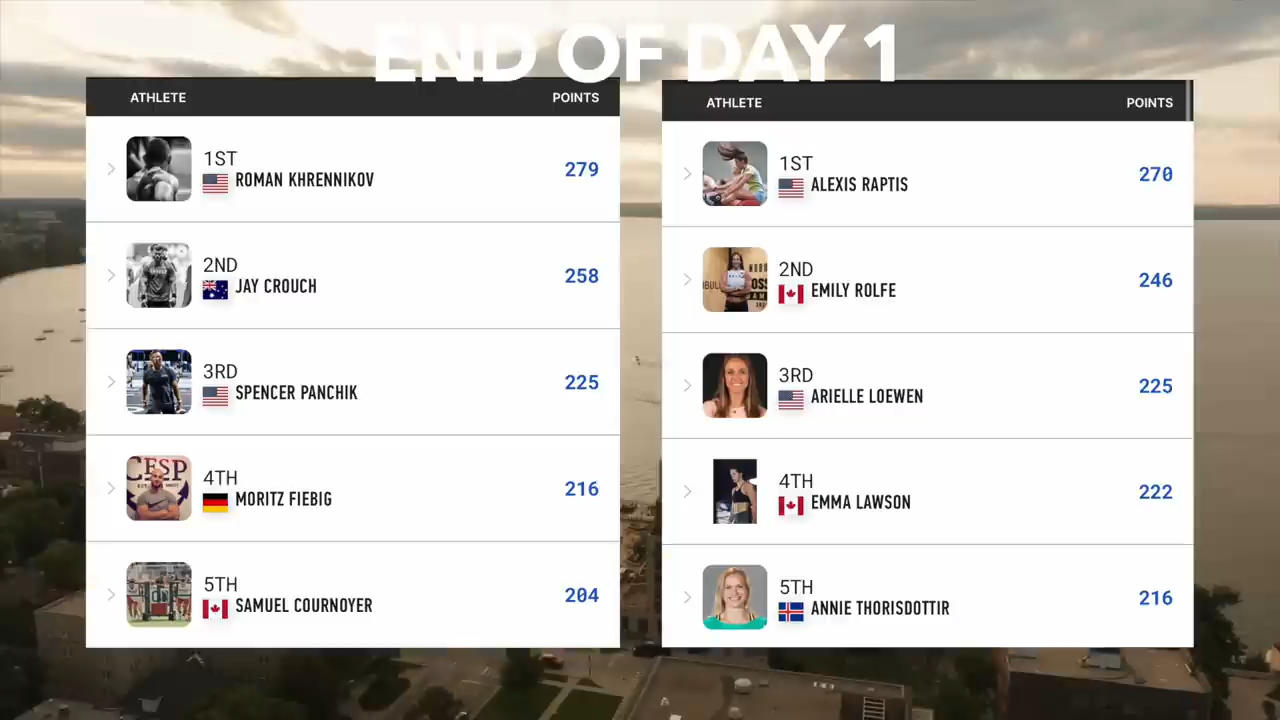 END OF DAY 1
ATHLETE POINTS
1ST
ROMAN KHRENNIKOV 279
2ND
JAY CROUCH 258
3RD
SPENCER PANCHIK 225
CFSP
4TH
MORITZ FIEBIG 216
5TH
SAMUEL COURNOYER 204
ATHLETE POINTS
1ST
ALEXIS RAPTIS 270
2ND
EMILY ROLFE 246
3RD
ARIELLE LOEWEN 225
4TH
EMMA LAWSON 222
5TH
ANNIE THORISDOTTIR 216